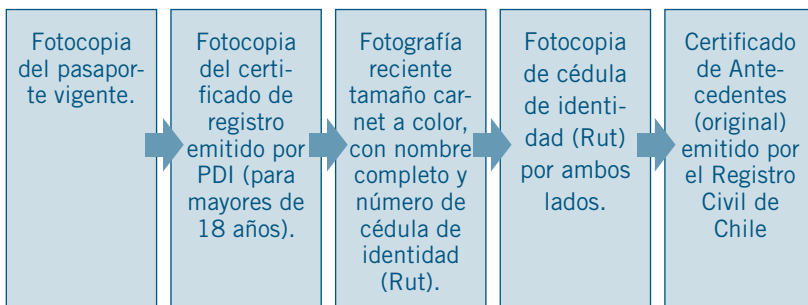 Fotocopia
del pasapor-
te vigente.
Fotocopia
del certi-
ficado de
registro
emitido por
PDI (para
mayores de
18 años).
Fotografía
reciente
tamaño car-
net a color,
con nombre
completo y
número de
cédula de
identidad
(Rut).
Fotocopia
de cédula
de identi-
dad (Rut)
por ambos
lados.
Certificado
de Ante-
cedentes
(original)
emitido por
el Registro
Civil de
Chile